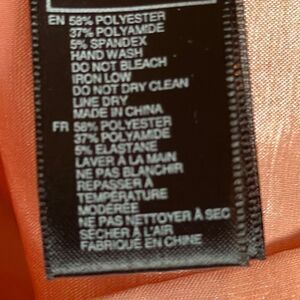 EN 58% POLYESTER
37% POLYAMIDE
5% SPANDEX
HAND WASH
DO NOT BLEACH
IRON LOW
DO NOT DRY CLEAN
LINE DRY
MADE IN CHINA
FR 58% POLYESTER
37% POLYAMIDE
5% ÉLASTANE
LAVER À LA MAIN
NE PAS BLANCHIR
REPASSER À
TEMPÉRATURE
MODÉRÉE
NE PAS NETTOYER À SEC
SÉCHER À L'AIR
FABRIQUÉ EN CHINE